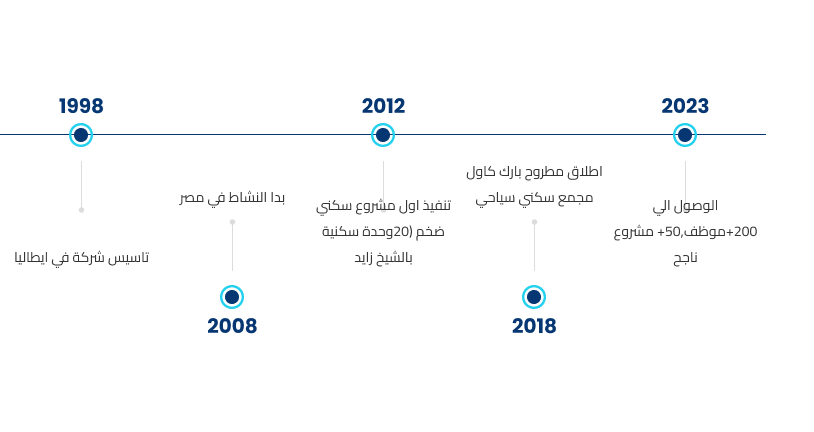 1998
تاسيس شركة في ايطاليا
بدا النشاط في مصر
2008
2012
تنفيذ اول مشروع سكني
ضخم (20وحدة سكنية
بالشيخ زايد
اطلاق مطروح بارك كاول
مجمع سكني سياحي
2018
2023
الوصول الي
200+موظف,50+ مشروع
ناجح